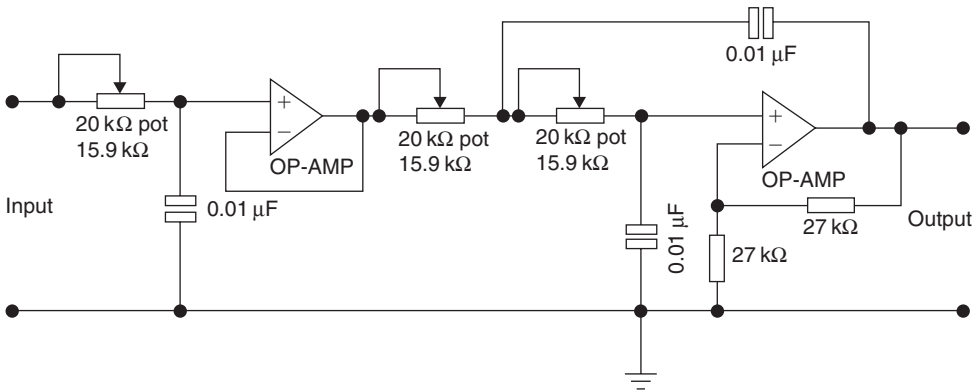 0.01 µF
20 kΩ pot
15.9 kΩ
+
−
OP-AMP
20 kΩ pot
15.9 kΩ
20 kΩ pot
15.9 kΩ
+
−
OP-AMP
Input
0.01 µF
0.01 µF
27 kΩ
27 kΩ
Output